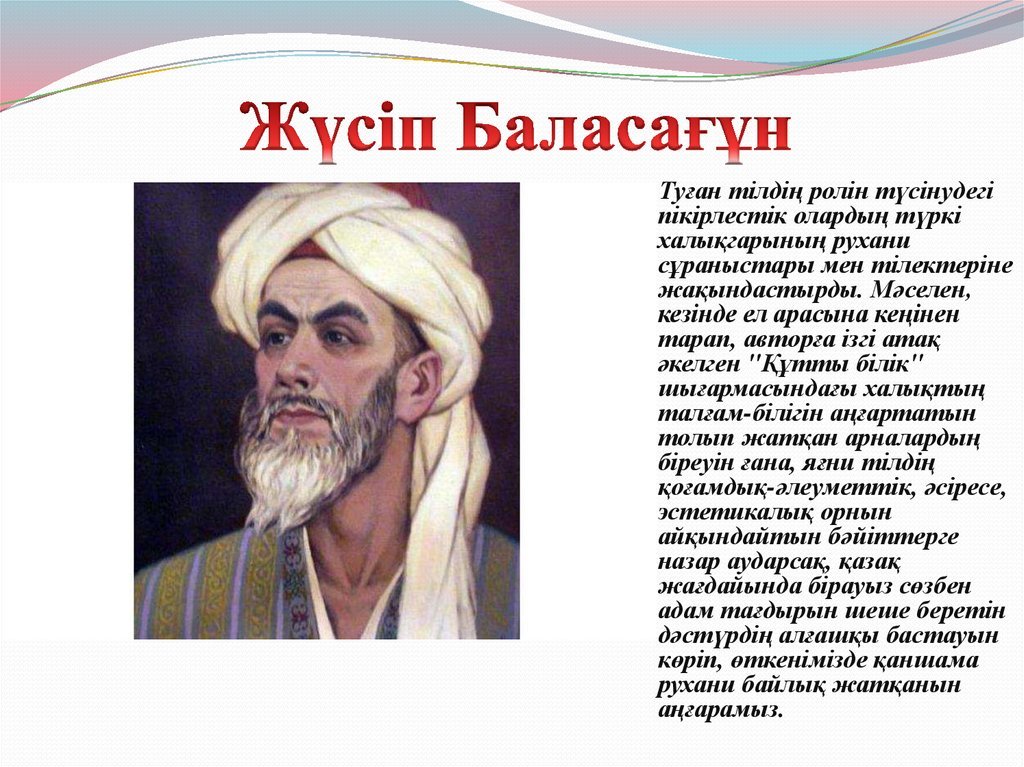 Жүсіп Баласағұн
Туған тілдің ролін түсінудегі
пікірлестік олардың түркі
халықгарының рухани
сұраныстары мен тілектеріне
жақындастырды. Мәселен,
кезінде ел арасына кеңінен
тарап, авторға ізгі атақ
әкелген "Құтты білік"
шығармасындағы халықтың
талғам-білігін аңғартатын
толып жатқан арналардың
біреуін ғана, яғни тілдің
қоғамдық-әлеуметтік, әсіресе,
эстетикалық орнын
айқындайтын бәйіттерге
назар аударсақ, қазақ
жағдайында бірауыз сөзбен
адам тағдырын шеше беретін
дәстүрдің алғашқы бастауын
көріп, өткенімізде қаншама
рухани байлық жатқанын
аңғарамыз.